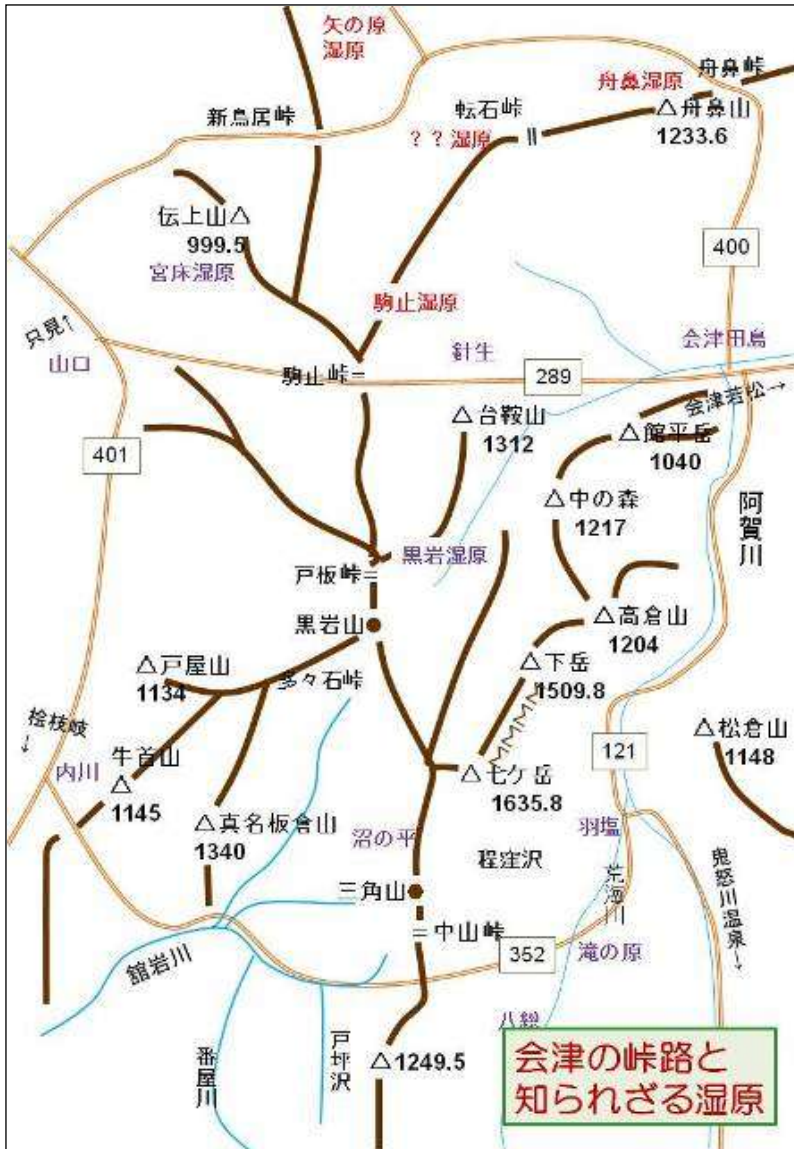 矢の原
湿原
舟鼻峠
舟鼻湿原
転石峠
新鳥居峠
？？湿原
△舟鼻山
1233.6
伝上山△
999.5
400
宮床湿原
駒止湿原
只見↑
山口
針生
会津田島
駒止峠
289
会津若松→
△台鞍山
1312
△館平岳
1040
401
△中の森
1217
阿賀川
黒岩湿原
戸板峠
黒岩山
△高倉山
1204
△戸屋山
1134
多々石峠
△下岳
1509.8
桧枝岐
↓
牛首山
△
1145
内川
121
△松倉山
1148
△七ケ岳
1635.8
△真名板倉山
1340
沼の平
羽塩
程窪沢
荒海川
鬼怒川温泉→
三角山
中山峠
352
滝の原
舘岩川
番屋川
戸坪沢
△1249.5
八総
会津の峠路と
知られざる湿原